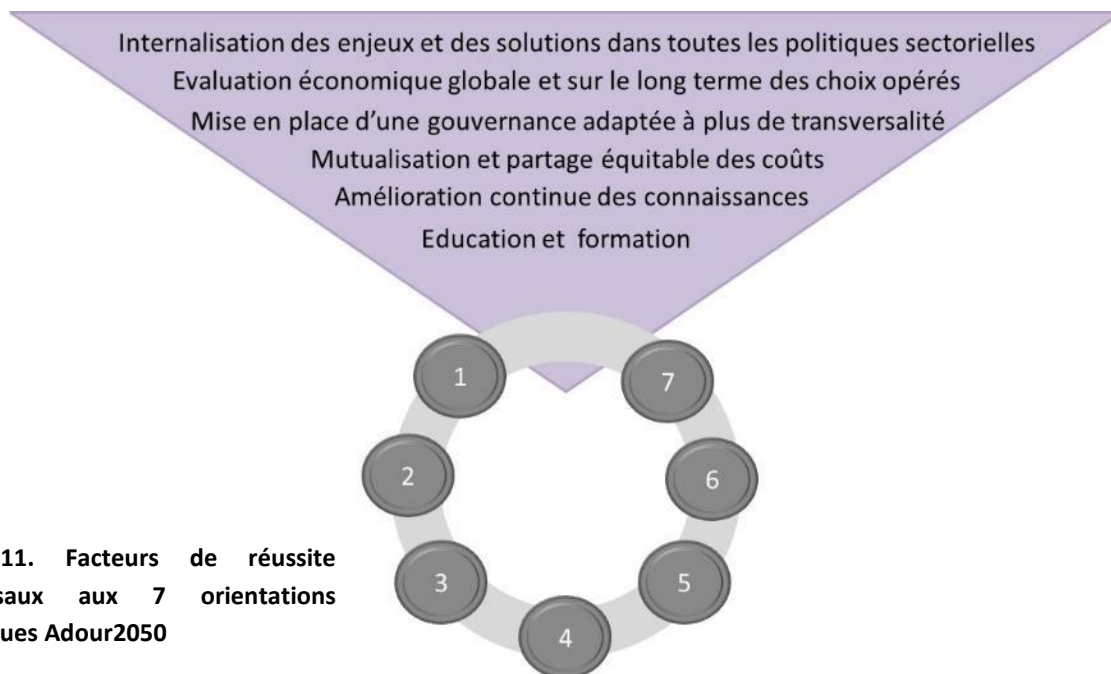 Internalisation des enjeux et des solutions dans toutes les politiques sectorielles
Evaluation économique globale et sur le long terme des choix opérés
Mise en place d'une gouvernance adaptée à plus de transversalité
Mutualisation et partage équitable des coûts
Amélioration continue des connaissances
Education et formation
1
7
2
6
11. Facteurs de réussite
saux aux 7 orientations
ues Adour2050
3
5
4